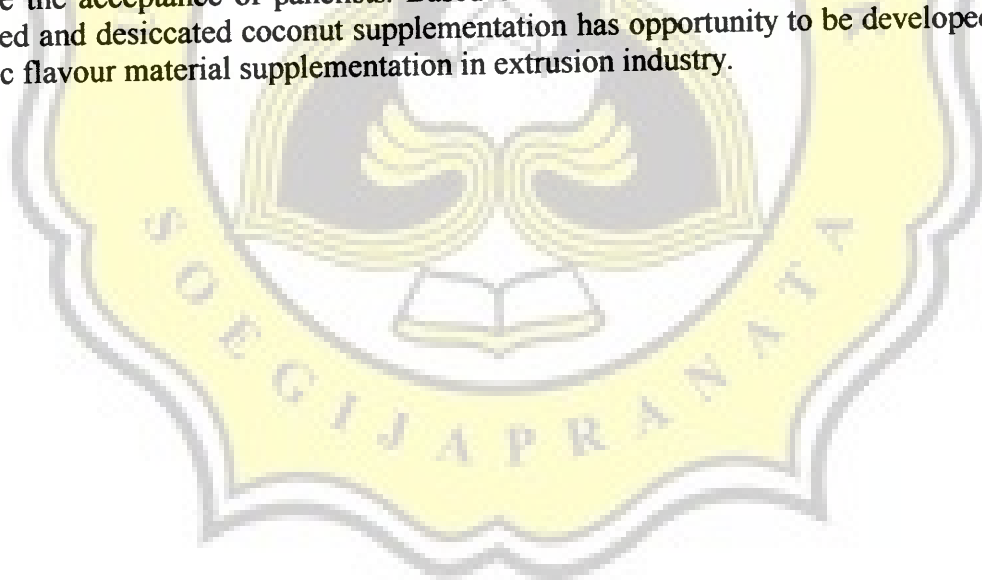 the acceptance of panelists. Based
ed and desiccated coconut supplementation has opportunity to be developed
c flavour material supplementation in extrusion industry.
SOEGIJAPRANATA